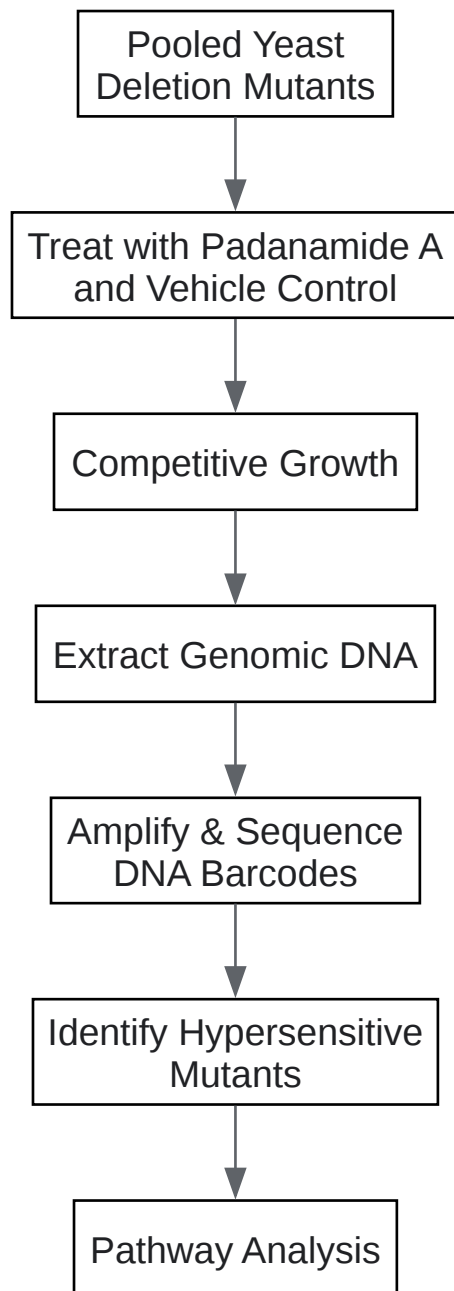 Pooled Yeast
Deletion Mutants
Treat with Padanamide A
and Vehicle Control
Competitive Growth
Extract Genomic DNA
Amplify & Sequence
DNA Barcodes
Identify Hypersensitive
Mutants
Pathway Analysis